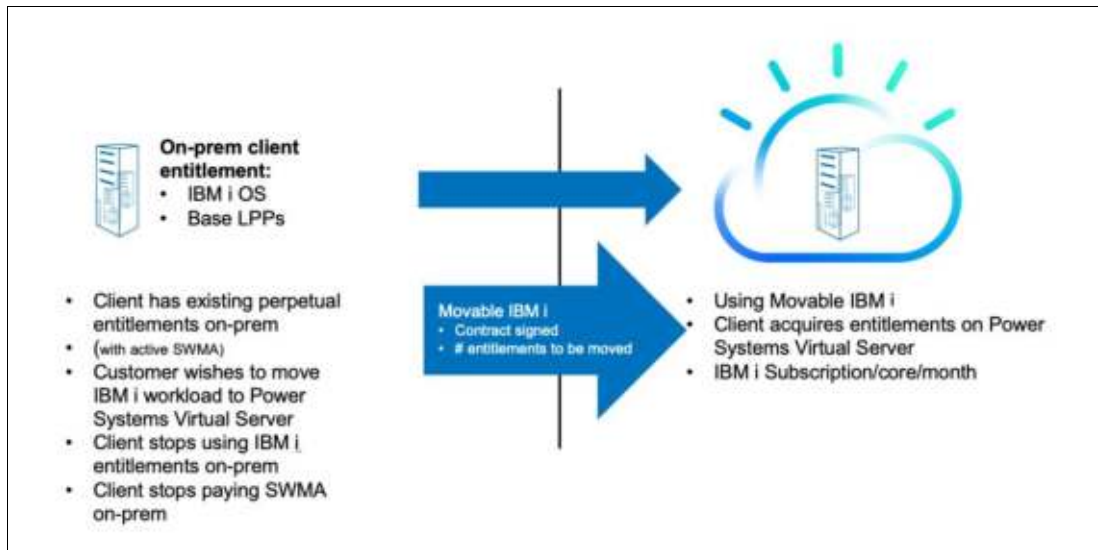 On-prem client
entitlement:
• IBM i OS
• Base LPPs
• Client has existing perpetual
entitlements on-prem
• (with active SWMA)
• Customer wishes to move
IBM i workload to Power
Systems Virtual Server
• Client stops using IBM i
entitlements on-prem
• Client stops paying SWMA
on-prem
Movable IBM i
• Contract signed
• # entitlements to be moved
• Using Movable IBM i
• Client acquires entitlements on Power
Systems Virtual Server
• IBM i Subscription/core/month